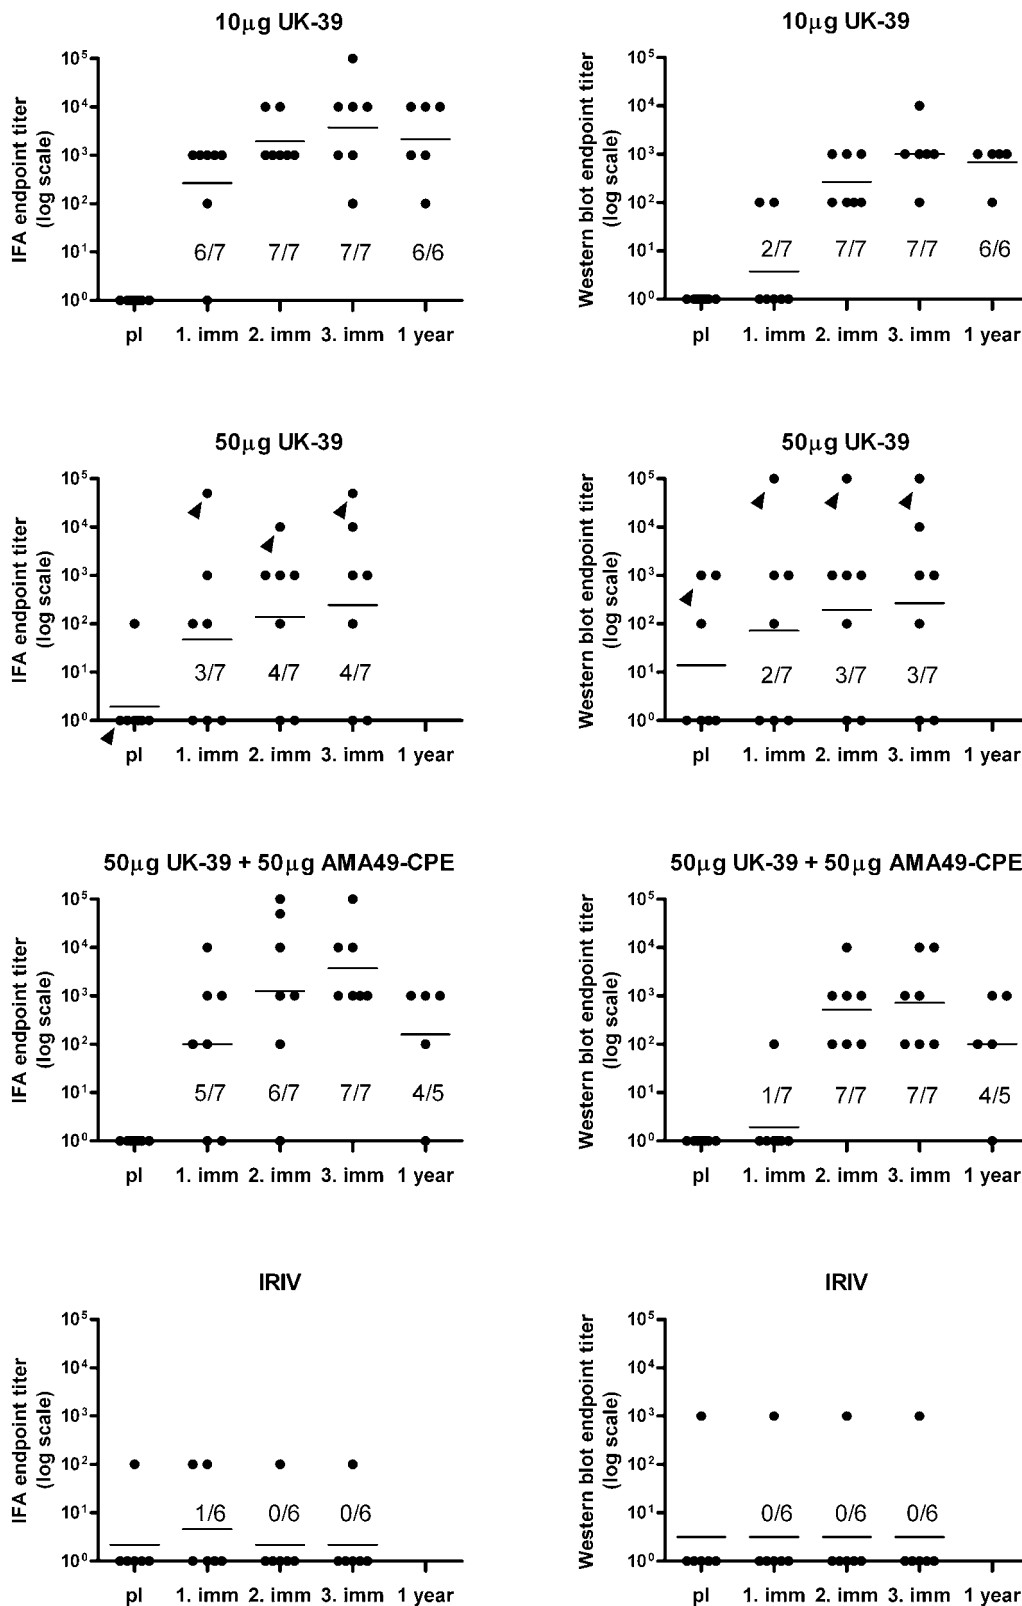 10μg UK-39
IFA endpoint titer
(log scale)
10⁵
10⁴
10³
10²
10¹
10⁰
6/7 7/7 7/7 6/6
pl 1. imm 2. imm 3. imm 1 year
10μg UK-39
Western blot endpoint titer
(log scale)
10⁵
10⁴
10³
10²
10¹
10⁰
2/7 7/7 7/7 6/6
pl 1. imm 2. imm 3. imm 1 year
50μg UK-39
IFA endpoint titer
(log scale)
10⁵
10⁴
10³
10²
10¹
10⁰
3/7 4/7 4/7
pl 1. imm 2. imm 3. imm 1 year
50μg UK-39
Western blot endpoint titer
(log scale)
10⁵
10⁴
10³
10²
10¹
10⁰
2/7 3/7 3/7
pl 1. imm 2. imm 3. imm 1 year
50μg UK-39 + 50μg AMA49-CPE
IFA endpoint titer
(log scale)
10⁵
10⁴
10³
10²
10¹
10⁰
5/7 6/7 7/7 4/5
pl 1. imm 2. imm 3. imm 1 year
50μg UK-39 + 50μg AMA49-CPE
Western blot endpoint titer
(log scale)
10⁵
10⁴
10³
10²
10¹
10⁰
1/7 7/7 7/7 4/5
pl 1. imm 2. imm 3. imm 1 year
IRIV
IFA endpoint titer
(log scale)
10⁵
10⁴
10³
10²
10¹
10⁰
1/6 0/6 0/6
pl 1. imm 2. imm 3. imm 1 year
IRIV
Western blot endpoint titer
(log scale)
10⁵
10⁴
10³
10²
10¹
10⁰
0/6 0/6 0/6
pl 1. imm 2. imm 3. imm 1 year